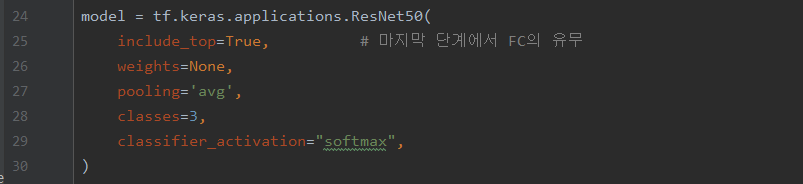 24 model = tf.keras.applications.ResNet50(
25 include_top=True, # 마지막 단계에서 FC의 유무
26 weights=None,
27 pooling='avg',
28 classes=3,
29 classifier_activation="softmax",
30 )
e